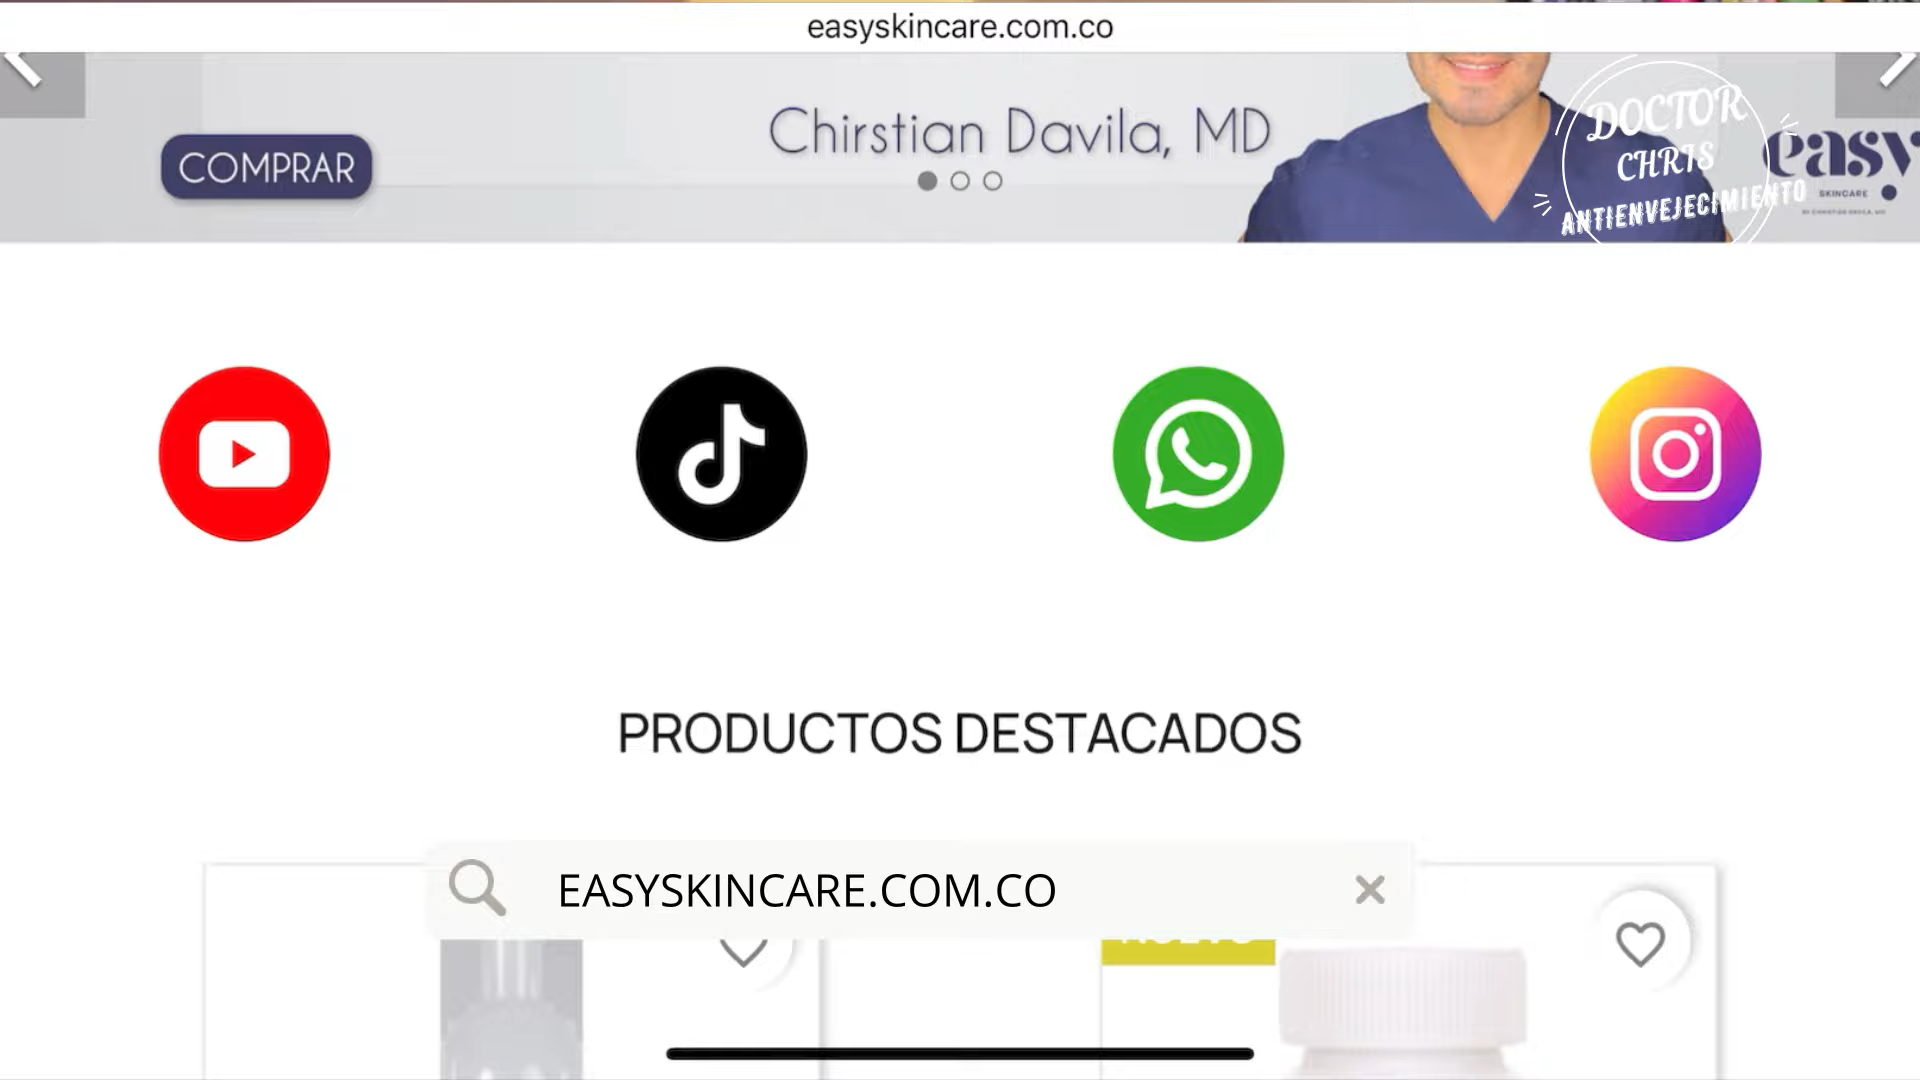 easyskincare.com.co
COMPRAR
Chirstian Davila, MD
DOCTOR
CHRIS
ANTIENVEJECIMIENTO
easy
SKINCARE
PRODUCTOS DESTACADOS
EASYSKINCARE.COM.CO